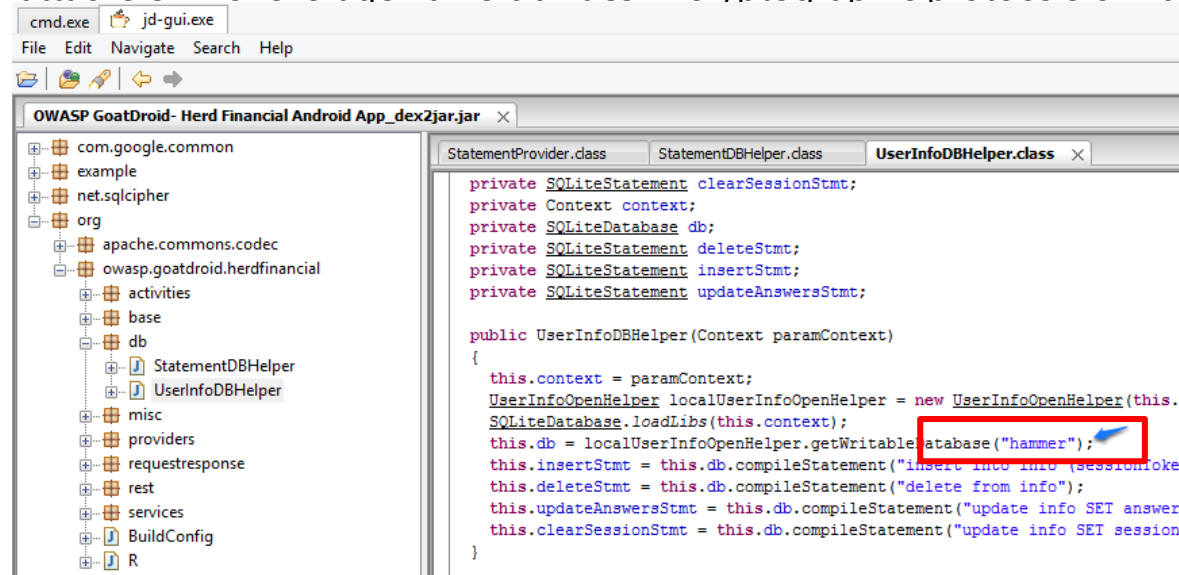 cmd.exe jd-gui.exe
File Edit Navigate Search Help
OWASP GoatDroid- Herd Financial Android App_dex2jar.jar
com.google.common
example
net.sqlcipher
org
apache.commons.codec
owasp.goatdroid.herdfinancial
activities
base
db
StatementDBHelper
UserInfoDBHelper
misc
providers
requestresponse
rest
services
BuildConfig
R
StatementProvider.class StatementDBHelper.class UserInfoDBHelper.class
private SQLiteStatement clearSessionStmt;
private Context context;
private SQLiteDatabase db;
private SQLiteStatement deleteStmt;
private SQLiteStatement insertStmt;
private SQLiteStatement updateAnswersStmt;
public UserInfoDBHelper(Context paramContext)
{
this.context = paramContext;
UserInfoOpenHelper localUserInfoOpenHelper = new UserInfoOpenHelper(this.
SQLiteDatabase.loadLibs(this.context);
this.db = localUserInfoOpenHelper.getWritableDatabase("hammer");
this.insertStmt = this.db.compileStatement("insert into info (sessionToke
this.deleteStmt = this.db.compileStatement("delete from info");
this.updateAnswersStmt = this.db.compileStatement("update info SET answer
this.clearSessionStmt = this.db.compileStatement("update info SET session
}